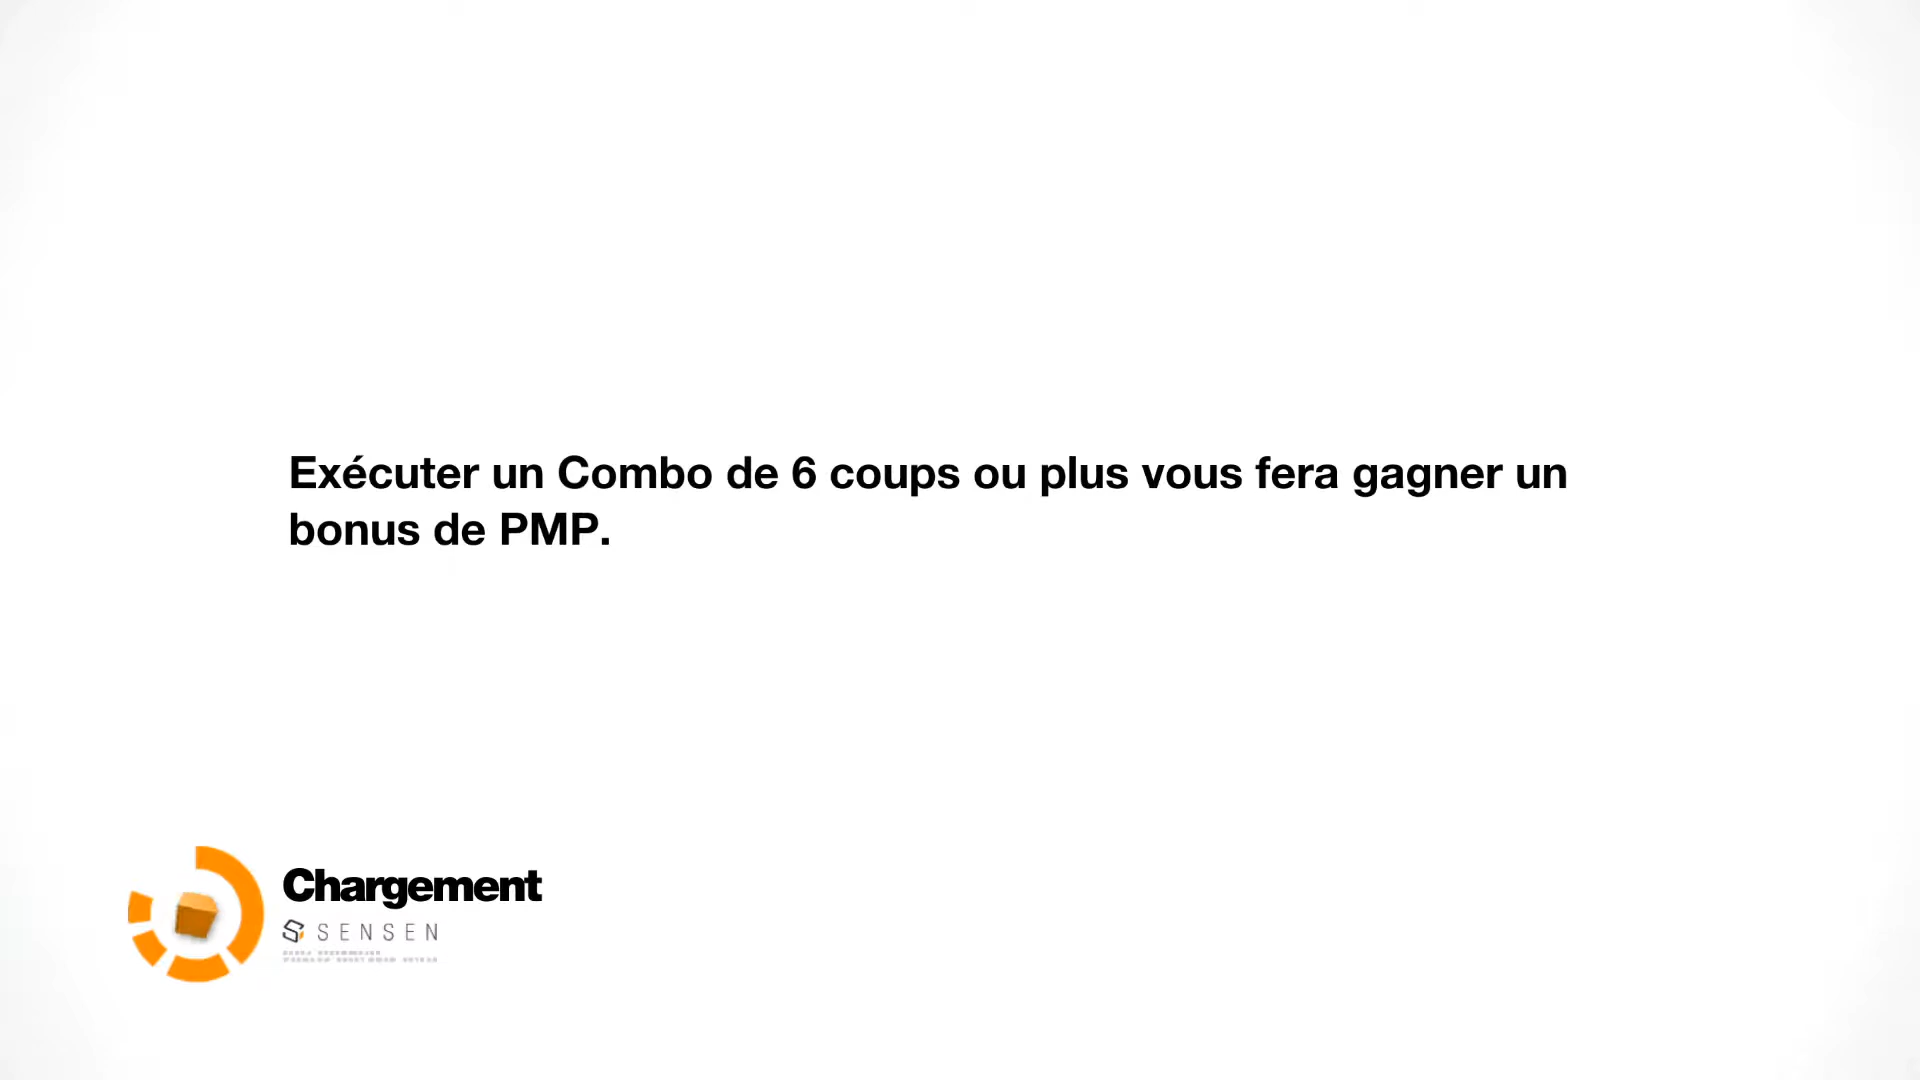 Exécuter un Combo de 6 coups ou plus vous fera gagner un
bonus de PMP.
Chargement
SENSEN